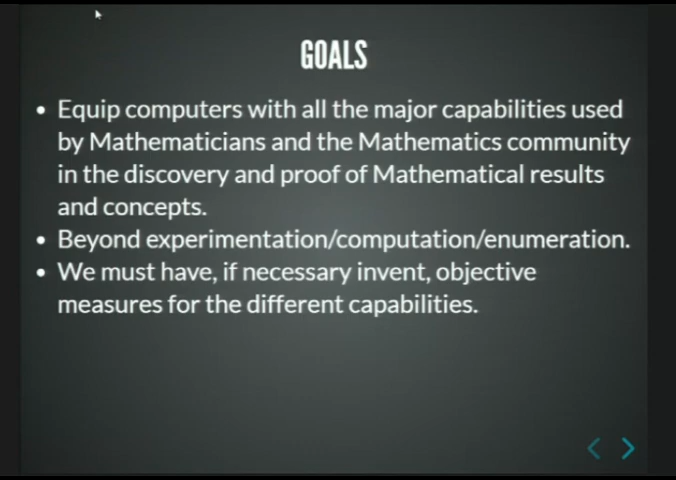 GOALS
• Equip computers with all the major capabilities used
by Mathematicians and the Mathematics community
in the discovery and proof of Mathematical results
and concepts.
• Beyond experimentation/computation/enumeration.
• We must have, if necessary invent, objective
measures for the different capabilities.